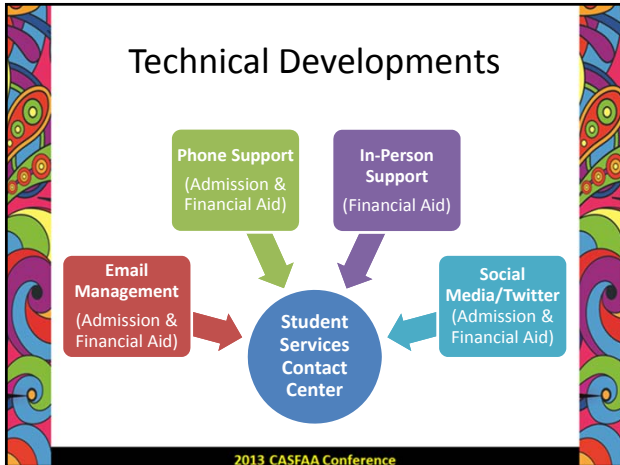 Technical Developments
Phone Support
(Admission &
Financial Aid)
In-Person
Support
(Financial Aid)
Email
Management
(Admission &
Financial Aid)
Social
Media/Twitter
(Admission &
Financial Aid)
Student
Services
Contact
Center
2013 CASFAA Conference